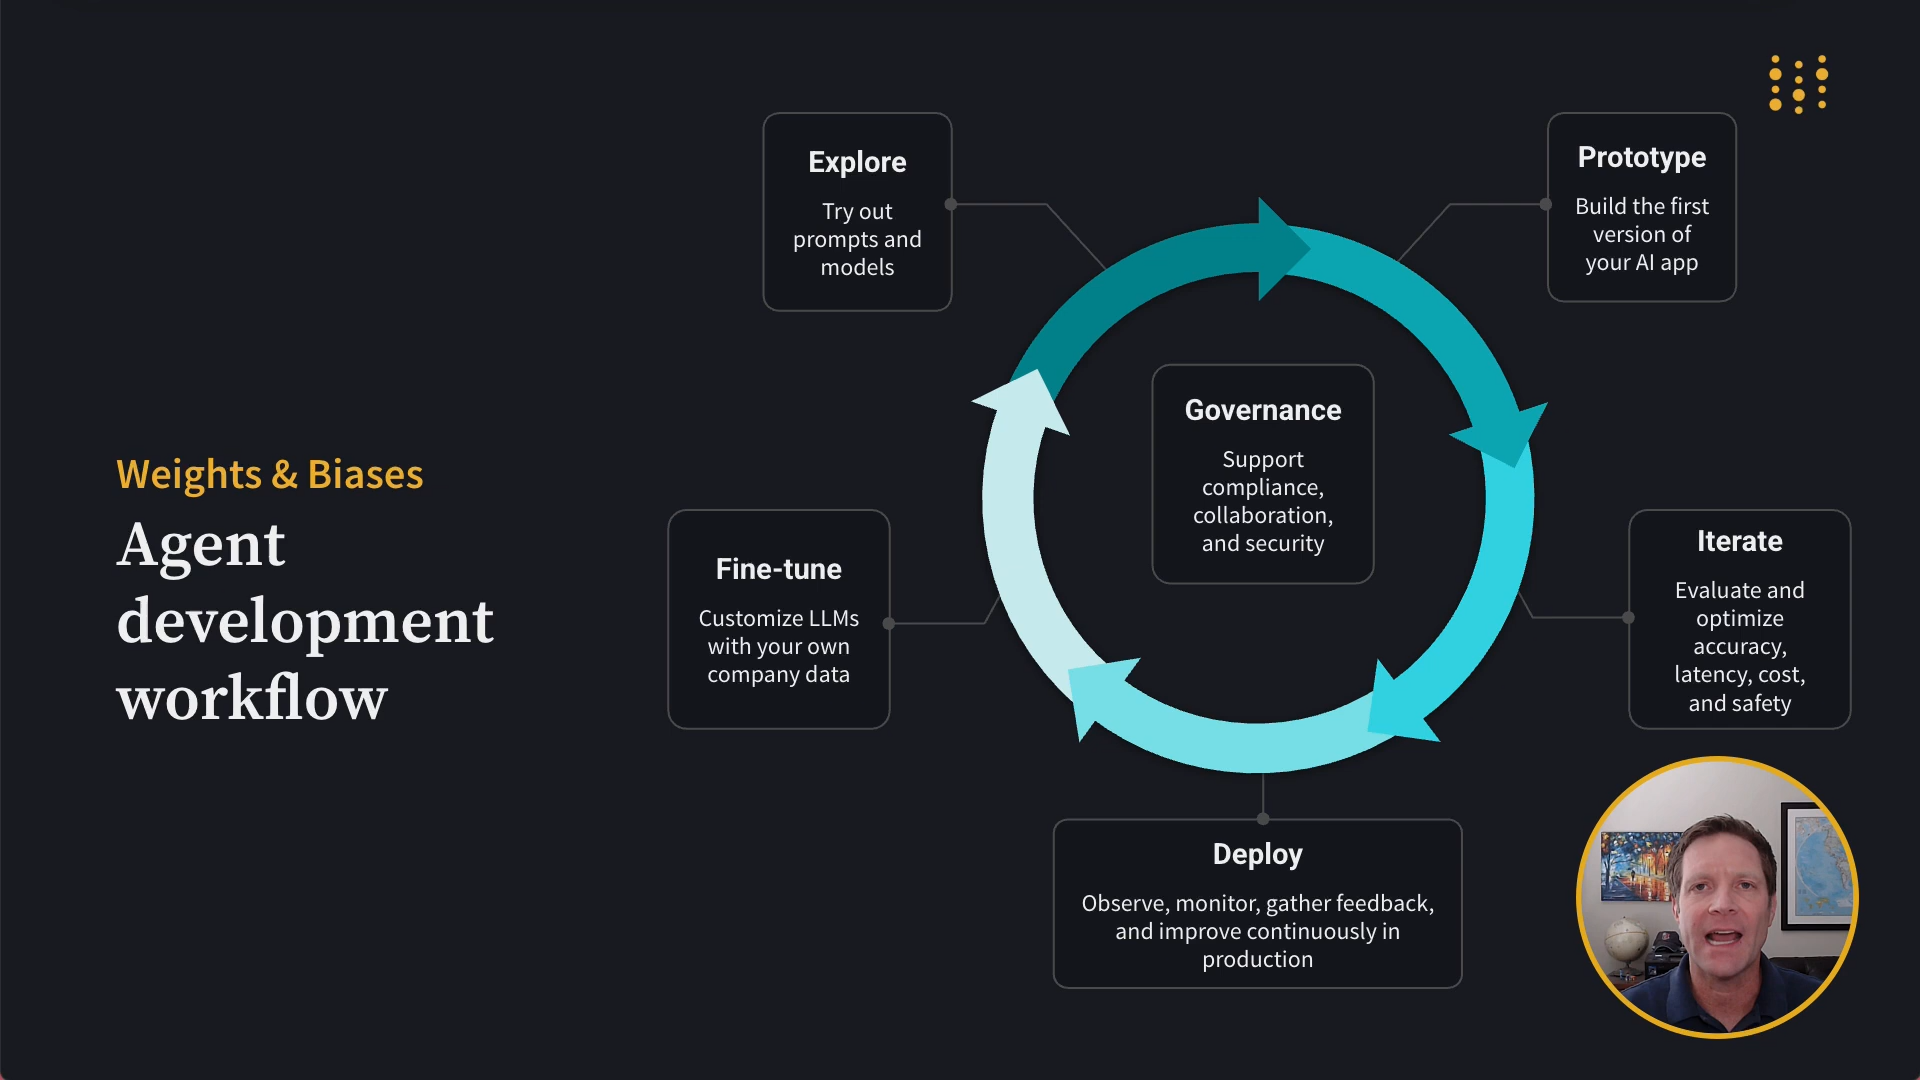 Weights & Biases
Agent
development
workflow
Explore
Try out
prompts and
models
Prototype
Build the first
version of
your AI app
Governance
Support
compliance,
collaboration,
and security
Iterate
Evaluate and
optimize
accuracy,
latency, cost,
and safety
Deploy
Observe, monitor, gather feedback,
and improve continuously in
production
Fine-tune
Customize LLMs
with your own
company data